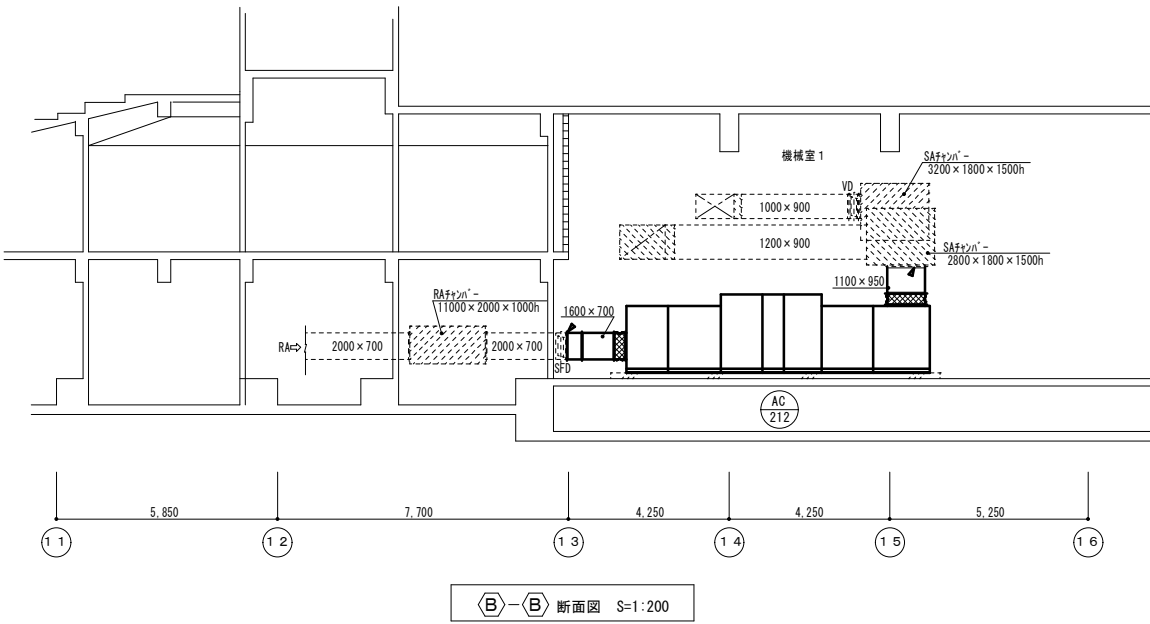 機械室１
SAﾁｬﾝﾊﾞｰ
3200×1800×1500h
VD
1000×900
1200×900
SAﾁｬﾝﾊﾞｰ
2800×1800×1500h
1100×950
RAﾁｬﾝﾊﾞｰ
11000×2000×1000h
1600×700
RA⇨
2000×700
2000×700
SFD
AC
212
5,850
7,700
4,250
4,250
5,250
１１
１２
１３
１４
１５
１６
B－B 断面図 S=1:200